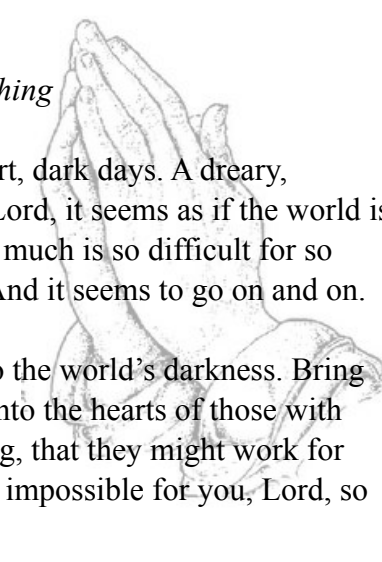 hing
rt, dark days. A dreary,
Lord, it seems as if the world is
much is so difficult for so
And it seems to go on and on.
o the world’s darkness. Bring
nto the hearts of those with
g, that they might work for
impossible for you, Lord, so